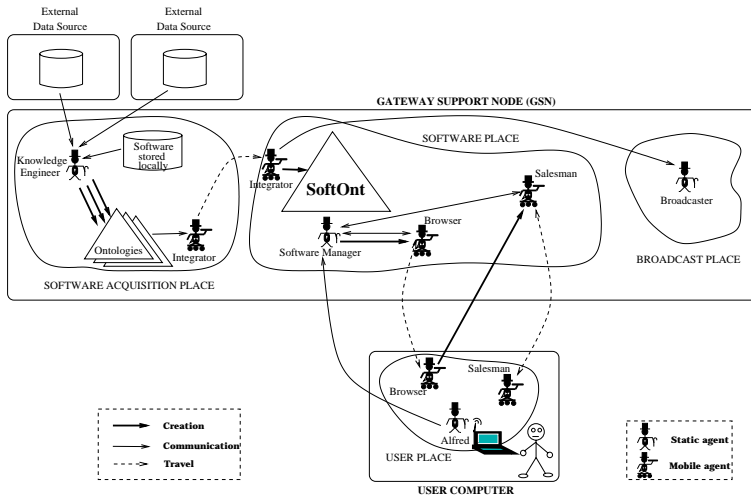 External
Data Source
External
Data Source
GATEWAY SUPPORT NODE (GSN)
SOFTWARE PLACE
Knowledge
Engineer
Software
stored
locally
Integrator
SoftOnt
Salesman
Broadcaster
Browser
Software Manager
Ontologies
Integrator
SOFTWARE ACQUISITION PLACE
BROADCAST PLACE
Browser
Salesman
Alfred
USER PLACE
USER COMPUTER
Creation
Communication
Travel
Static agent
Mobile agent